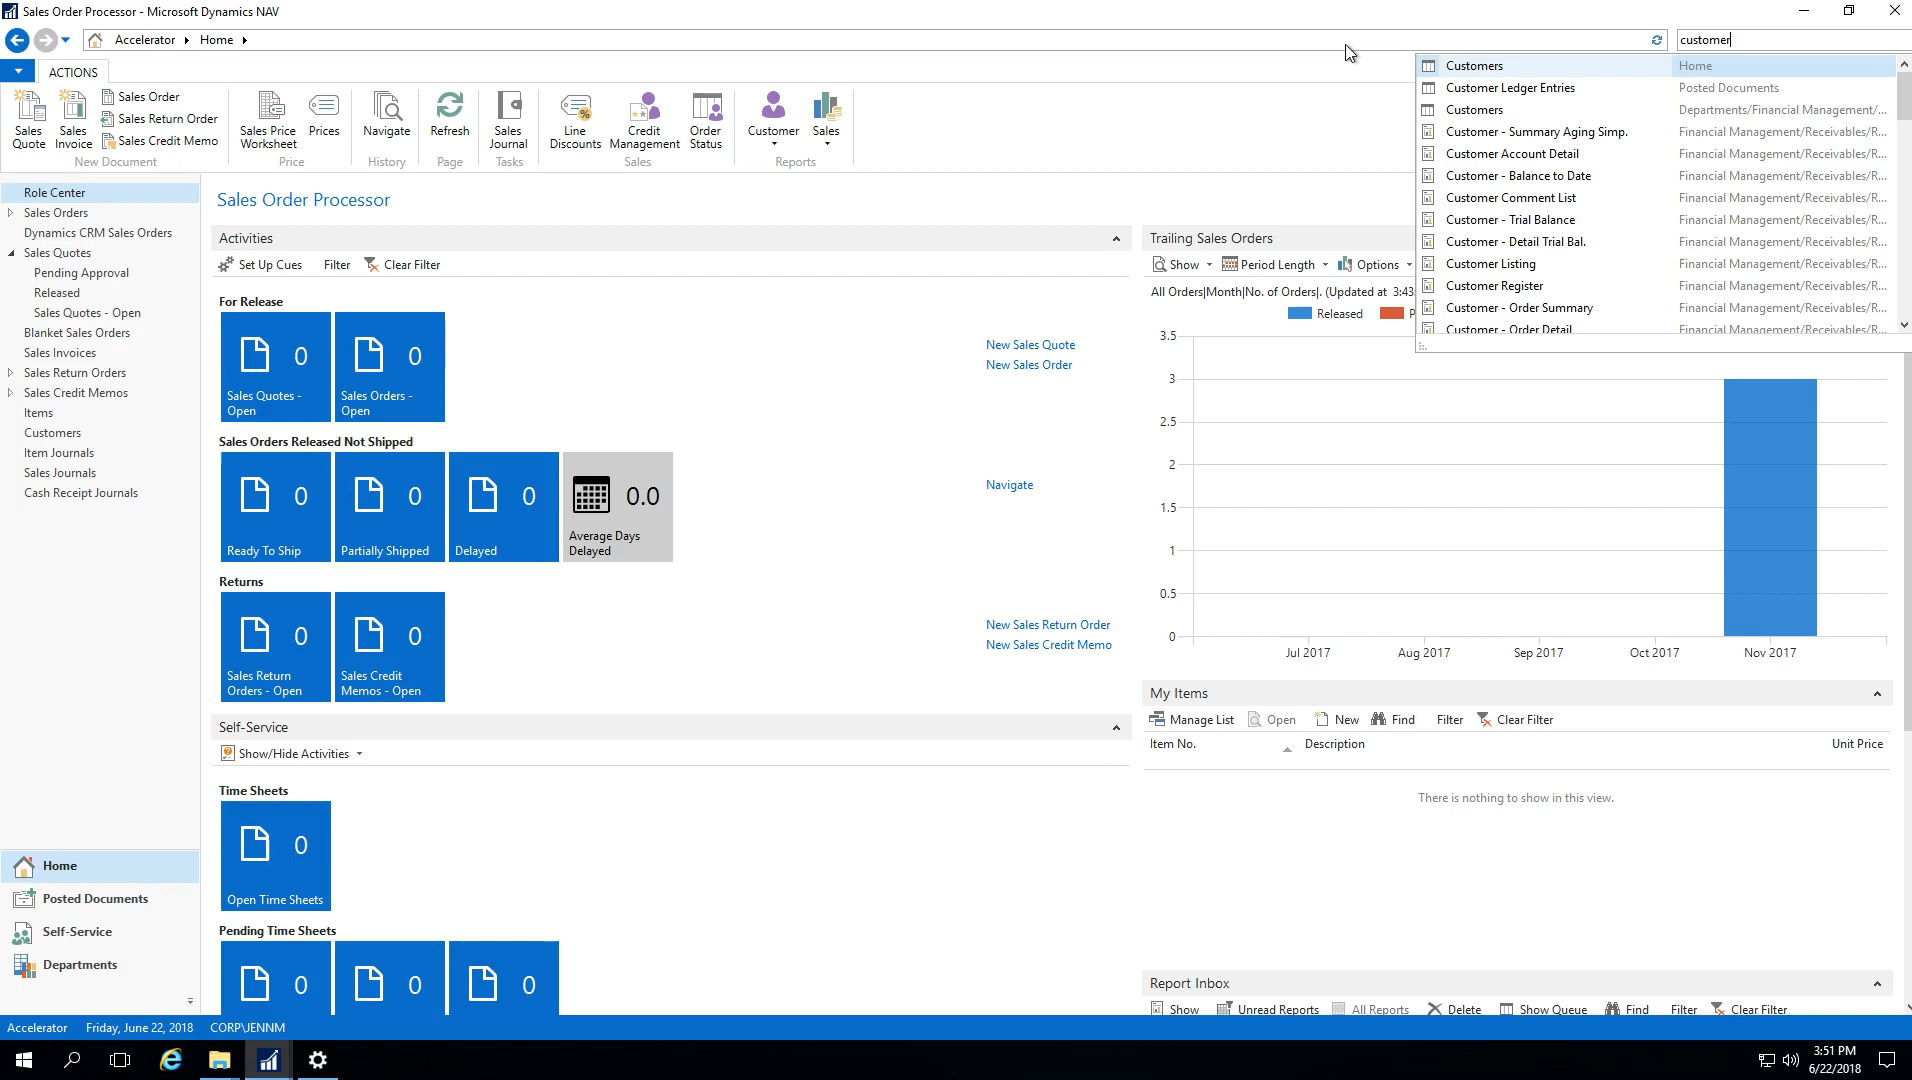 Sales Order Processor - Microsoft Dynamics NAV
Accelerator Home
customer
ACTIONS
Sales Quote
Sales Invoice
Sales Order
Sales Return Order
Sales Credit Memo
New Document
Sales Price Worksheet
Prices
Price
Navigate
History
Refresh
Page
Sales Journal
Tasks
Line Discounts
Credit Management
Order Status
Sales
Customer
Sales
Reports
Customers Home
Customer Ledger Entries Posted Documents
Customers Departments/Financial Management/...
Customer - Summary Aging Simp. Financial Management/Receivables/R...
Customer Account Detail Financial Management/Receivables/R...
Customer - Balance to Date Financial Management/Receivables/R...
Customer Comment List Financial Management/Receivables/R...
Customer - Trial Balance Financial Management/Receivables/R...
Customer - Detail Trial Bal. Financial Management/Receivables/R...
Customer Listing Financial Management/Receivables/R...
Customer Register Financial Management/Receivables/R...
Customer - Order Summary Financial Management/Receivables/R...
Customer - Order Detail Financial Management/Receivables/R...
Role Center
Sales Orders
Dynamics CRM Sales Orders
Sales Quotes
Pending Approval
Released
Sales Quotes - Open
Blanket Sales Orders
Sales Invoices
Sales Return Orders
Sales Credit Memos
Items
Customers
Item Journals
Sales Journals
Cash Receipt Journals
Home
Posted Documents
Self-Service
Departments
Sales Order Processor
Activities
Set Up Cues Filter Clear Filter
For Release
0
Sales Quotes -
Open
0
Sales Orders -
Open
New Sales Quote
New Sales Order
Sales Orders Released Not Shipped
0
Ready To Ship
0
Partially Shipped
0
Delayed
0.0
Average Days
Delayed
Navigate
Returns
0
Sales Return
Orders - Open
0
Sales Credit
Memos - Open
New Sales Return Order
New Sales Credit Memo
Self-Service
Show/Hide Activities
Time Sheets
0
Open Time Sheets
Pending Time Sheets
0
0
0
Trailing Sales Orders
Show Period Length Options
All Orders|Month|No. of Orders|. (Updated at 3:43
Released P
3.5
3
2.5
2
1.5
1
0.5
0
Jul 2017 Aug 2017 Sep 2017 Oct 2017 Nov 2017
My Items
Manage List Open New Find Filter Clear Filter
Item No. Description Unit Price
There is nothing to show in this view.
Report Inbox
Show Unread Reports All Reports Delete Show Queue Find Filter Clear Filter
Accelerator Friday, June 22, 2018 CORP\JENNM
3:51 PM
6/22/2018